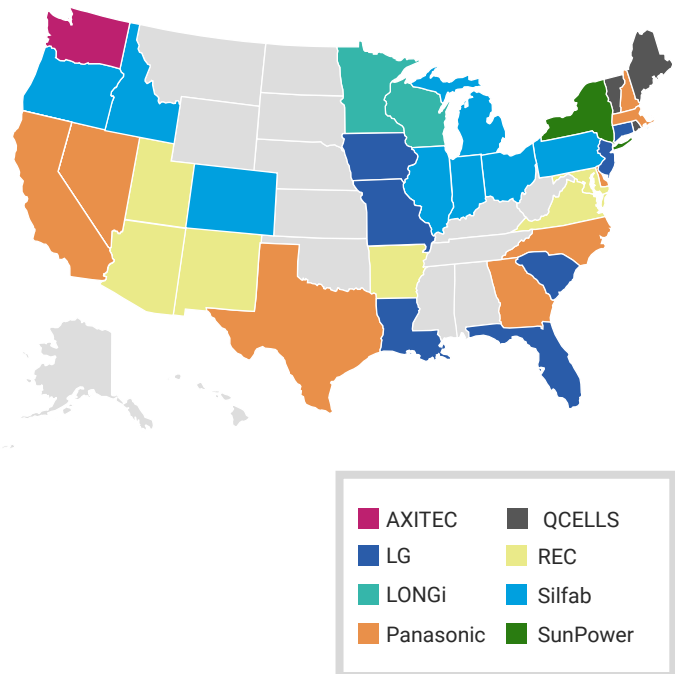 AXITEC
QCELLS
LG
REC
LONGi
Silfab
Panasonic
SunPower